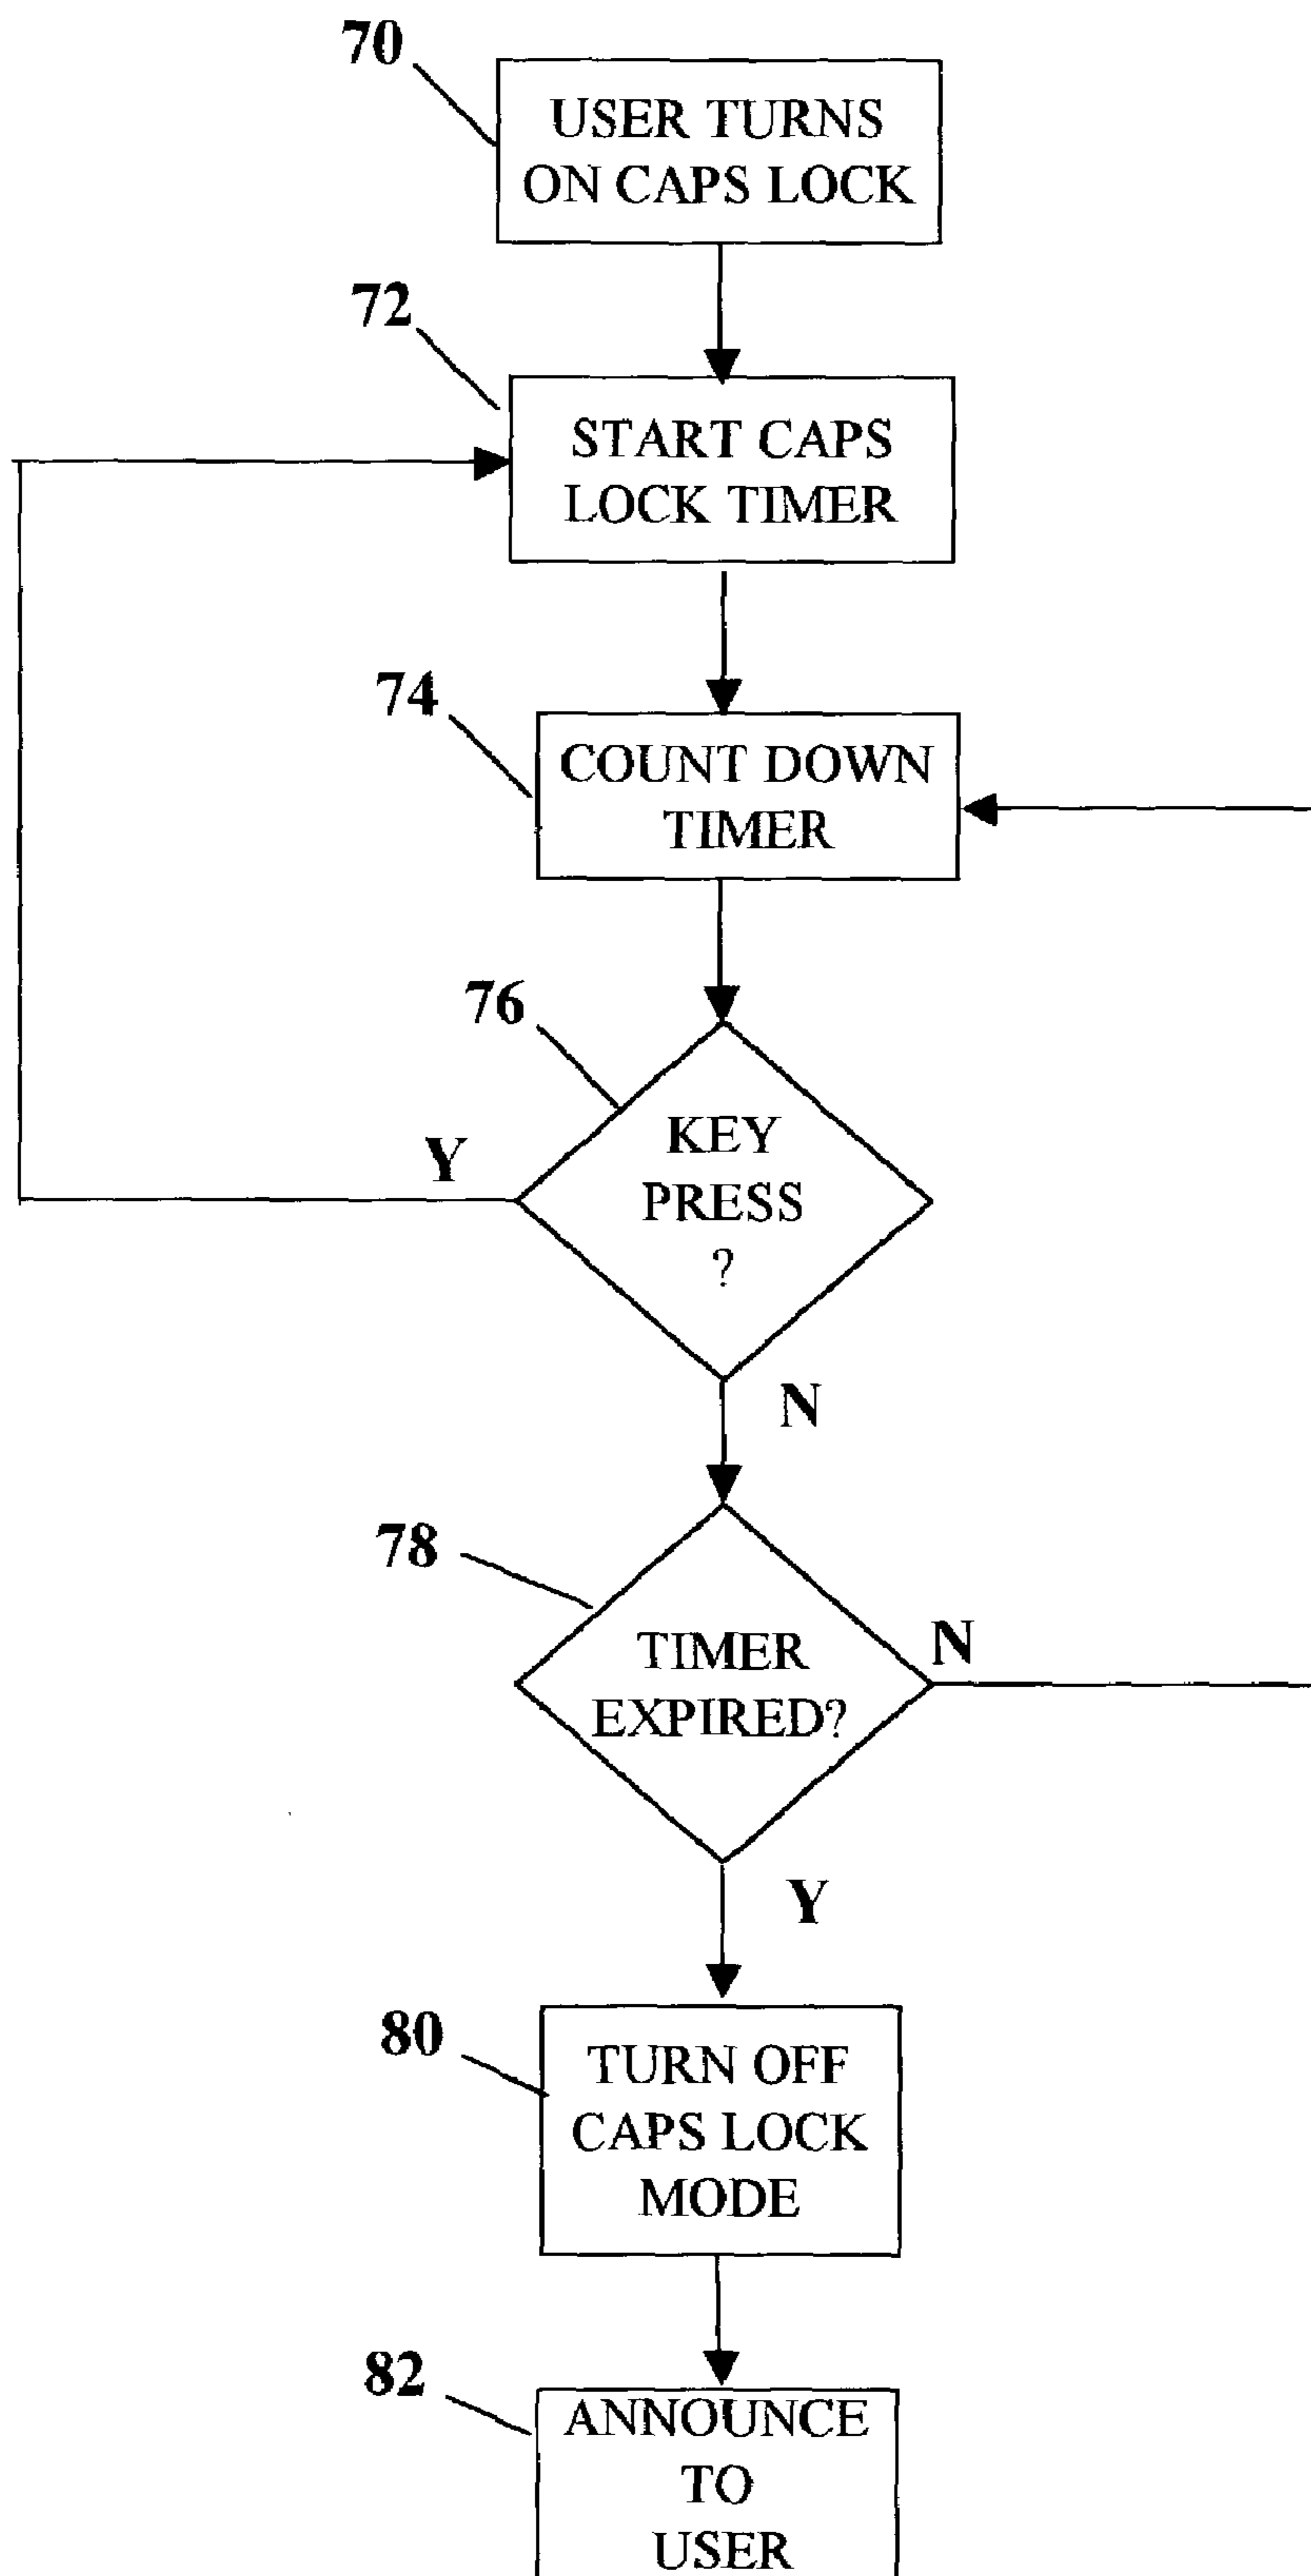 70
USER TURNS
ON CAPS LOCK
72
START CAPS
LOCK TIMER
74
COUNT DOWN
TIMER
76
KEY
PRESS
?
Y
N
78
TIMER
EXPIRED?
N
Y
80
TURN OFF
CAPS LOCK
MODE
82
ANNOUNCE
TO
USER